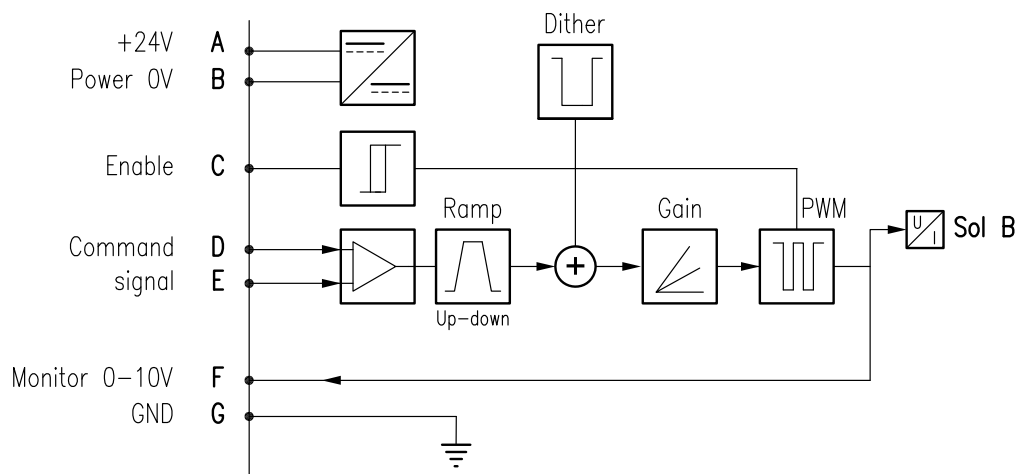 Dither
+24V A
Power 0V B
Enable C
Ramp
Gain
PWM
Command D
signal E
U
I
Sol B
+
Up-down
Monitor 0-10V F
GND G